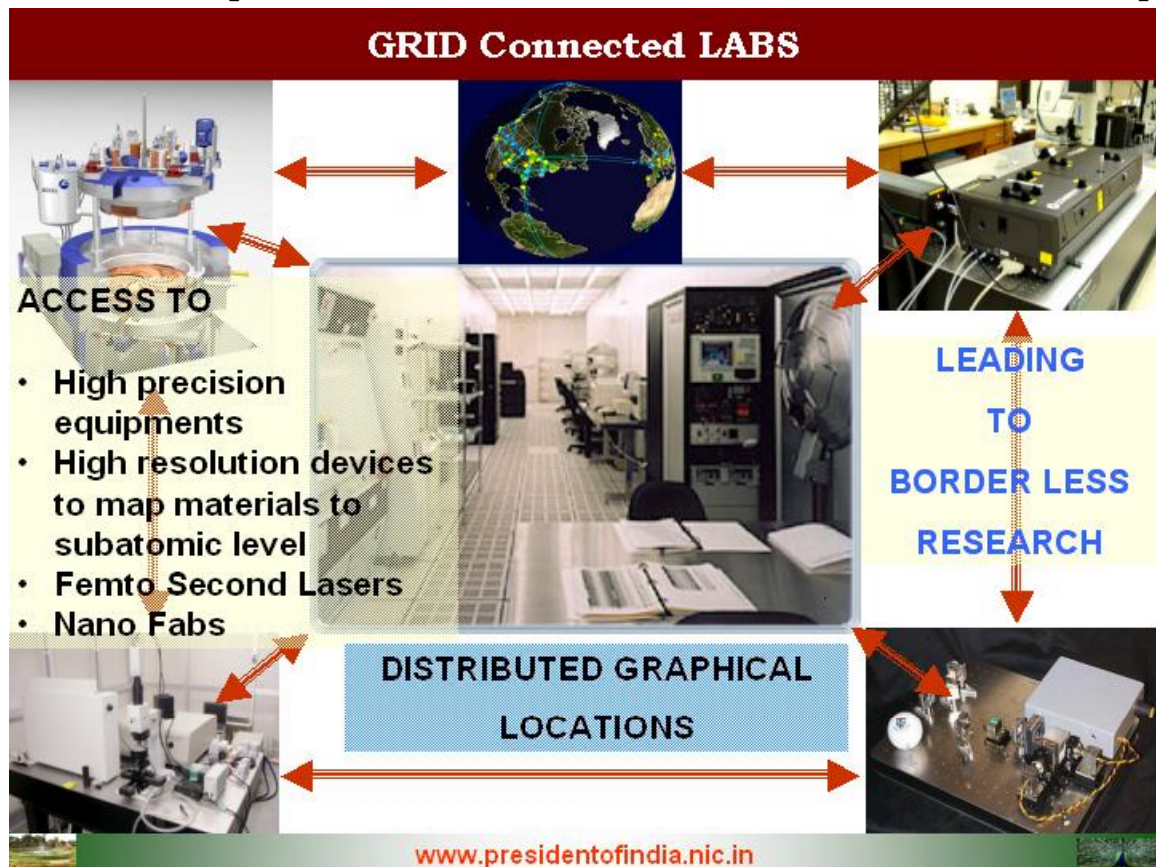 GRID Connected LABS
ACCESS TO
• High precision
equipments
• High resolution devices
to map materials to
subatomic level
• Femto Second Lasers
• Nano Fabs
LEADING
TO
BORDER LESS
RESEARCH
DISTRIBUTED GRAPHICAL
LOCATIONS
www.presidentofindia.nic.in